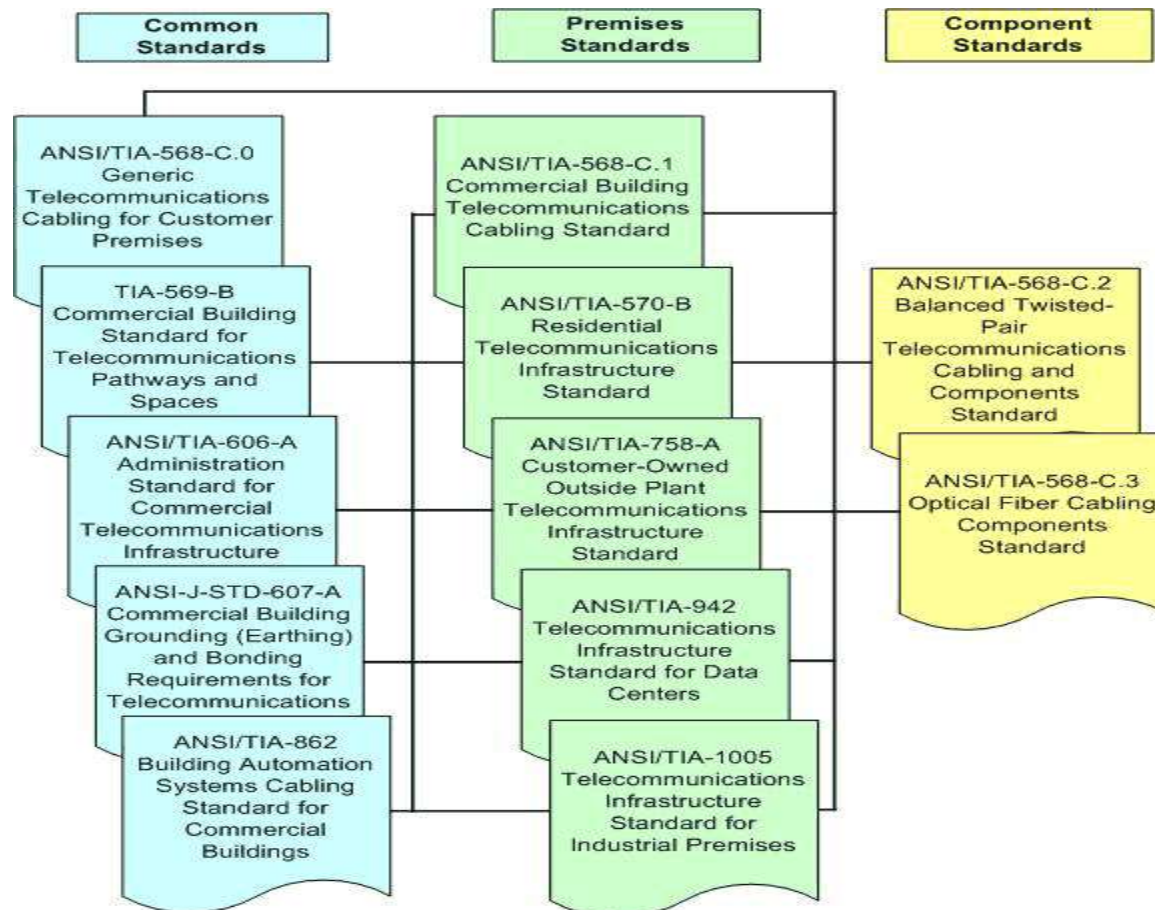 Common
Standards
Premises
Standards
Component
Standards
ANSI/TIA-568-C.0
Generic
Telecommunications
Cabling for Customer
Premises
TIA-569-B
Commercial Building
Standard for
Telecommunications
Pathways and
Spaces
ANSI/TIA-606-A
Administration
Standard for
Commercial
Telecommunications
Infrastructure
ANSI-J-STD-607-A
Commercial Building
Grounding (Earthing)
and Bonding
Requirements for
Telecommunications
ANSI/TIA-862
Building Automation
Systems Cabling
Standard for
Commercial
Buildings
ANSI/TIA-568-C.1
Commercial Building
Telecommunications
Cabling Standard
ANSI/TIA-570-B
Residential
Telecommunications
Infrastructure
Standard
ANSI/TIA-758-A
Customer-Owned
Outside Plant
Telecommunications
Infrastructure
Standard
ANSI/TIA-942
Telecommunications
Infrastructure
Standard for Data
Centers
ANSI/TIA-1005
Telecommunications
Infrastructure
Standard for
Industrial Premises
ANSI/TIA-568-C.2
Balanced Twisted-
Pair
Telecommunications
Cabling and
Components
Standard
ANSI/TIA-568-C.3
Optical Fiber Cabling
Components
Standard